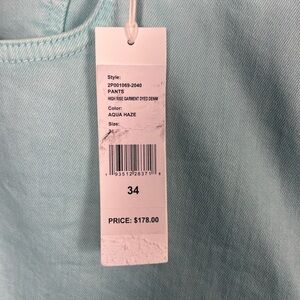 Style:
2P001069-2040
PANTS
HIGH RISE GARMENT DYED DENIM
Color:
AQUA HAZE
Size:
34
PRICE: $178.00